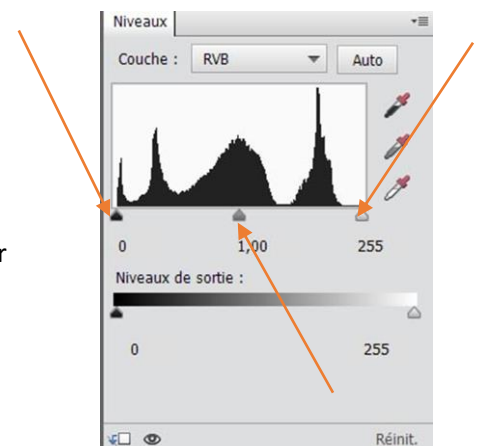 Niveaux
Couche : RVB Auto
r
0 1,00 255
Niveaux de sortie :
0 255
Réinit.